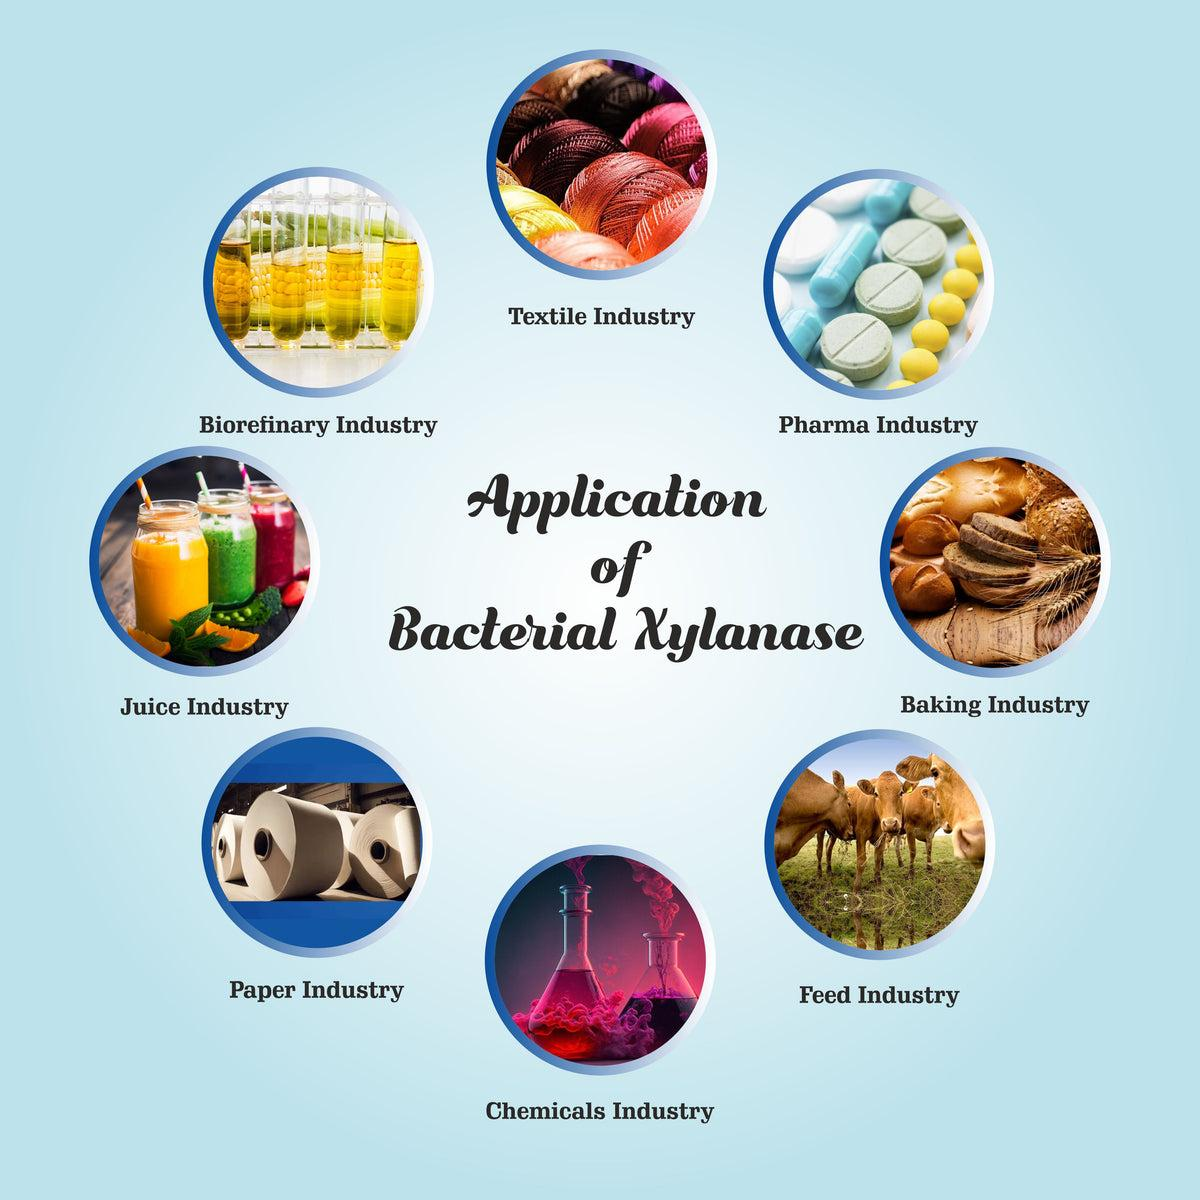 Textile Industry
Biorefinary Industry
Pharma Industry
Application
of
Bacterial Xylanase
Juice Industry
Baking Industry
Paper Industry
Feed Industry
Chemicals Industry